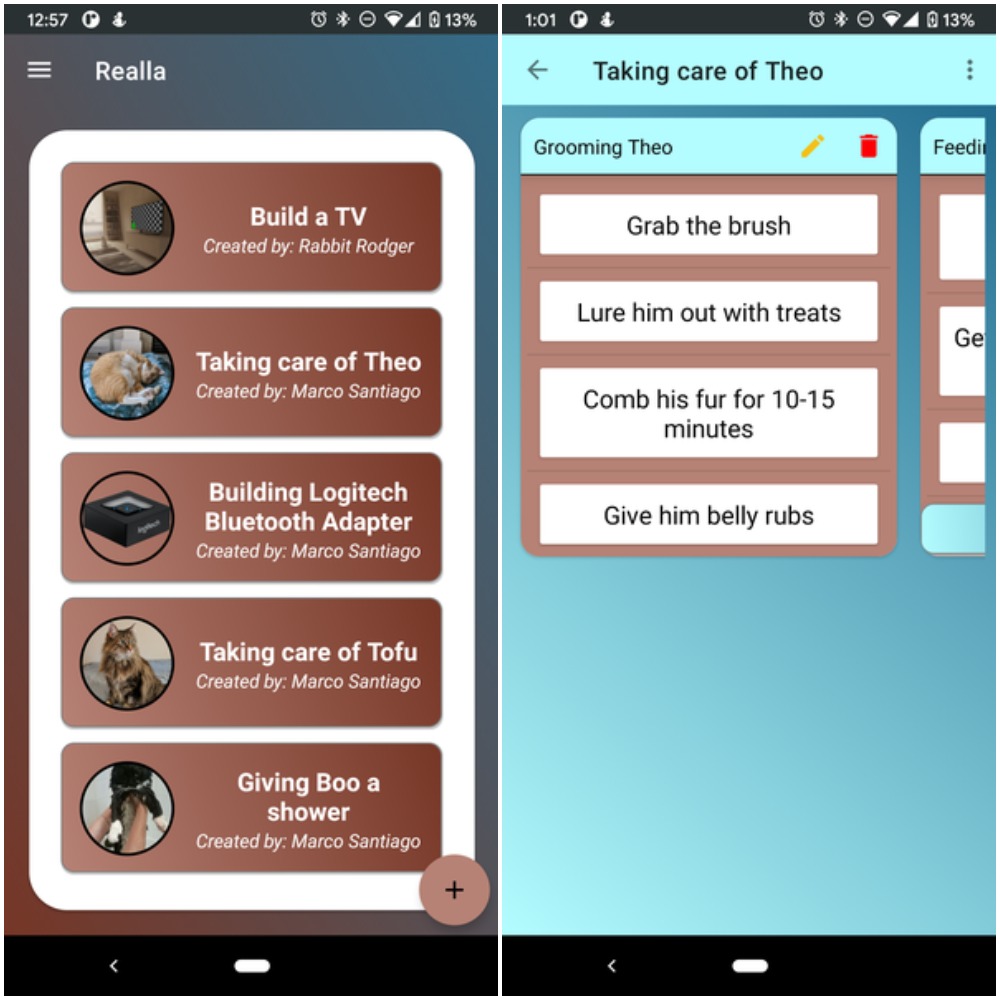 12:57
13%
Realla
Build a TV
Created by: Rabbit Rodger
Taking care of Theo
Created by: Marco Santiago
logitech
Building Logitech
Bluetooth Adapter
Created by: Marco Santiago
Taking care of Tofu
Created by: Marco Santiago
Giving Boo a
shower
Created by: Marco Santiago
+
1:01
13%
Taking care of Theo
Grooming Theo
Grab the brush
Lure him out with treats
Comb his fur for 10-15
minutes
Give him belly rubs